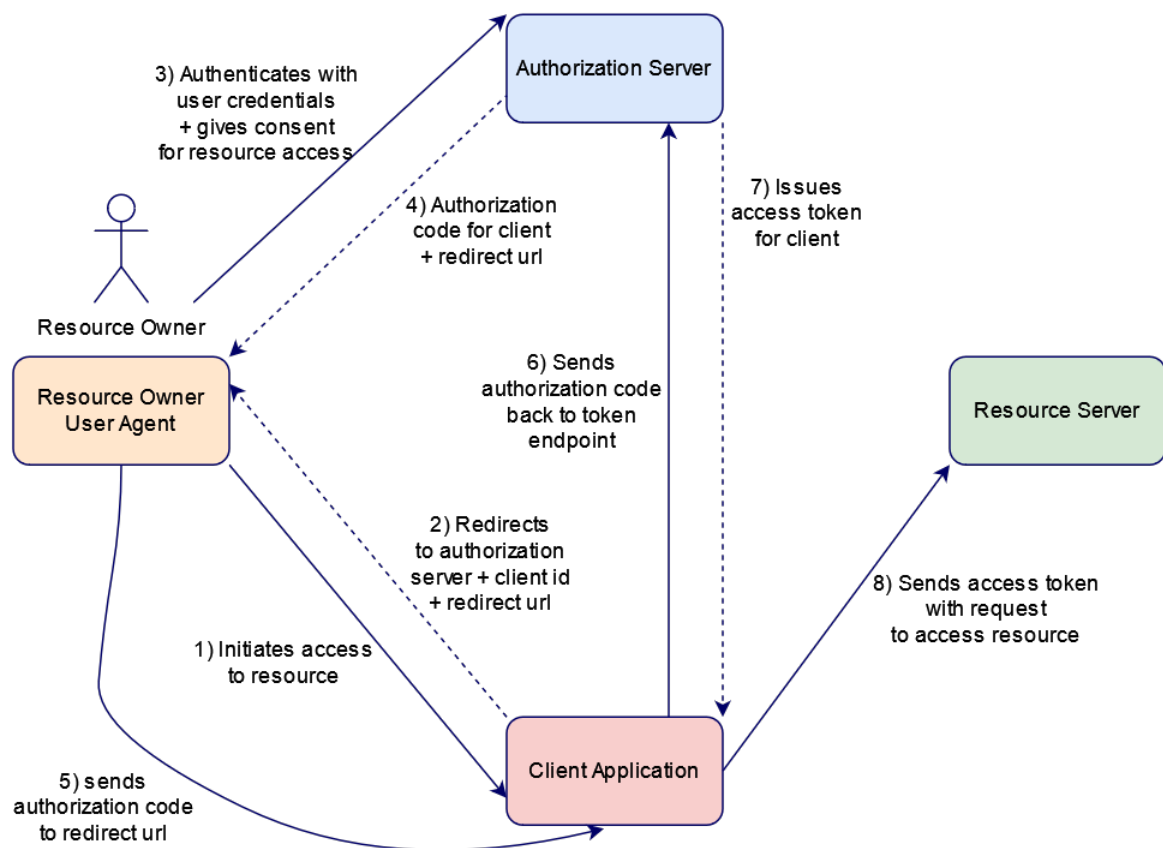 Authorization Server
3) Authenticates with
user credentials
+ gives consent
for resource access
4) Authorization
code for client
+ redirect url
7) Issues
access token
for client
Resource Owner
Resource Owner
User Agent
6) Sends
authorization code
back to token
endpoint
Resource Server
2) Redirects
to authorization
server + client id
+ redirect url
1) Initiates access
to resource
8) Sends access token
with request
to access resource
Client Application
5) sends
authorization code
to redirect url